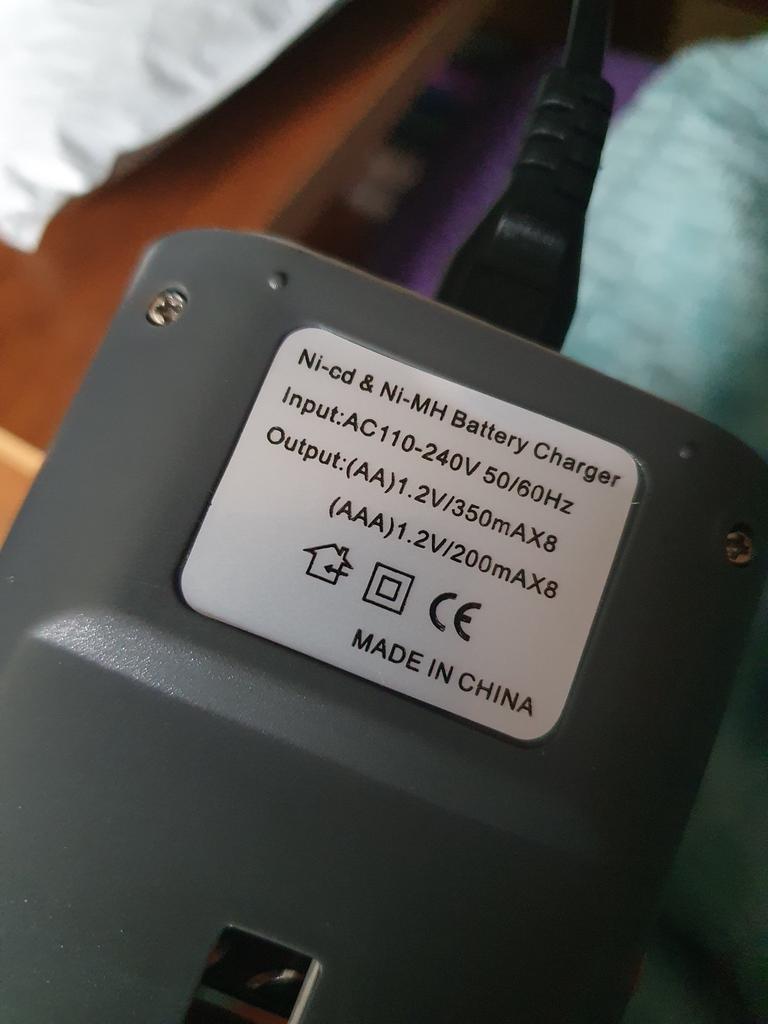 Ni-cd & Ni-MH Battery Charger
Input:AC110-240V 50/60Hz
Output:(AA)1.2V/350mAX8
(AAA)1.2V/200mAX8
CE
MADE IN CHINA